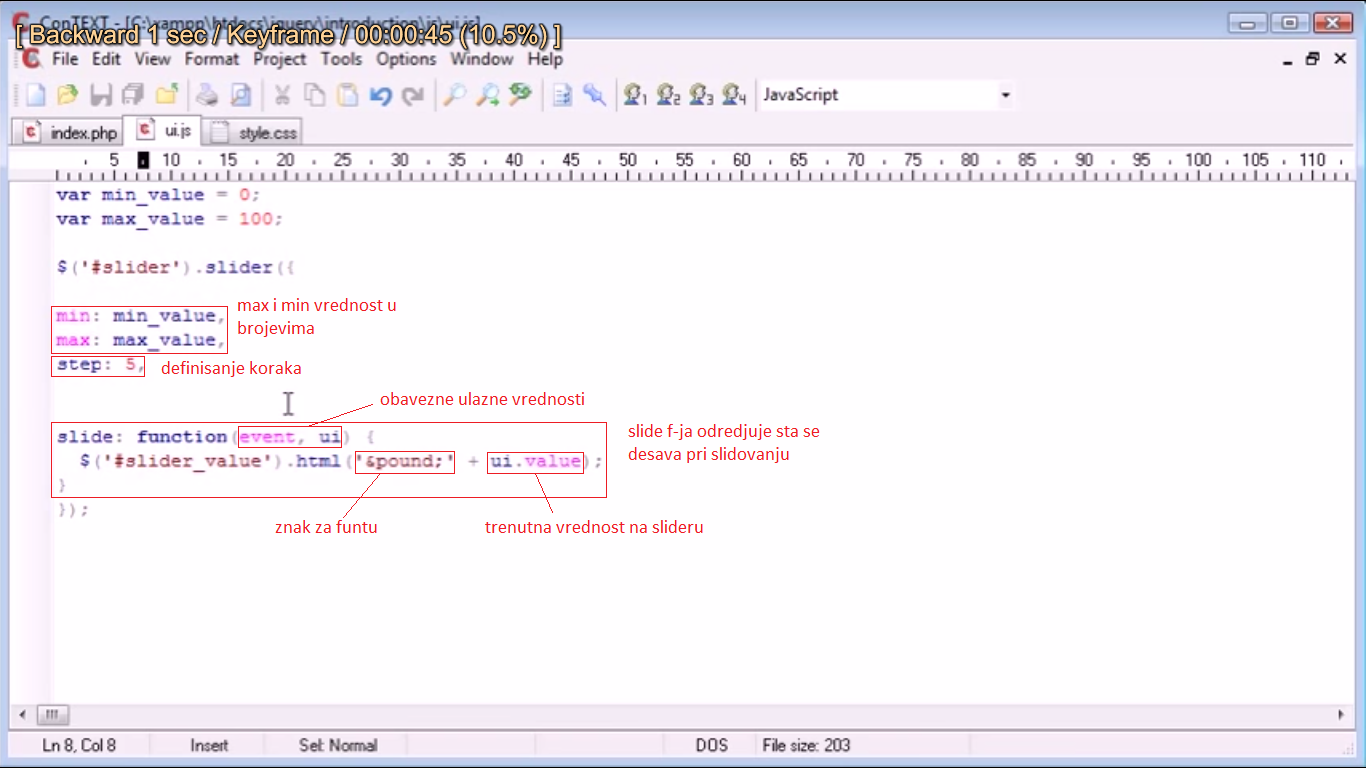 ConTEXT - [C:\xampp\htdocs\jquery\introduction\js\ui.js]
[ Backward 1 sec / Keyframe / 00:00:45 (10.5%) ]
File Edit View Format Project Tools Options Window Help
1 2 3 4 JavaScript
index.php ui.js style.css
5 10 15 20 25 30 35 40 45 50 55 60 65 70 75 80 85 90 95 100 105 110
var min_value = 0;
var max_value = 100;
$('#slider').slider({
min: min_value,
max: max_value,
max i min vrednost u
brojevima
step: 5,
definisanje koraka
obavezne ulazne vrednosti
slide: function(event, ui) {
$('#slider_value').html('&pound;' + ui.value);
}
});
slide f-ja odredjuje sta se
desava pri slidovanju
znak za funtu
trenutna vrednost na slideru
Ln 8, Col 8 Insert Sel: Normal DOS File size: 203